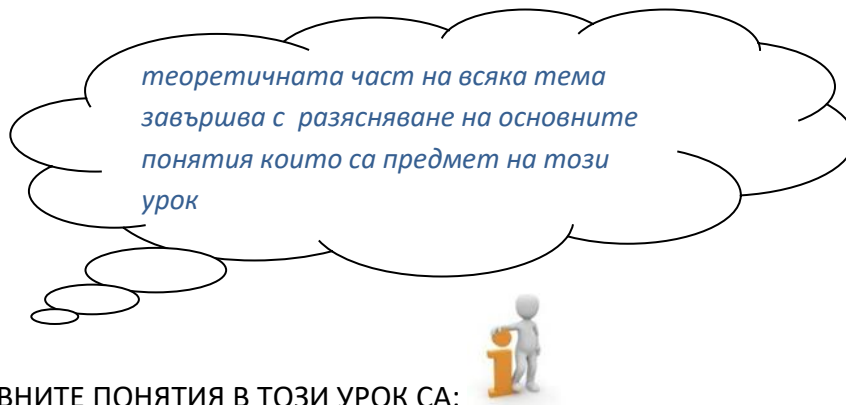 теоретичната част на всяка тема
завършва с разясняване на основните
понятия които са предмет на този
урок
ПОНЯТИЯ В ТОЗИ УРОК СА: